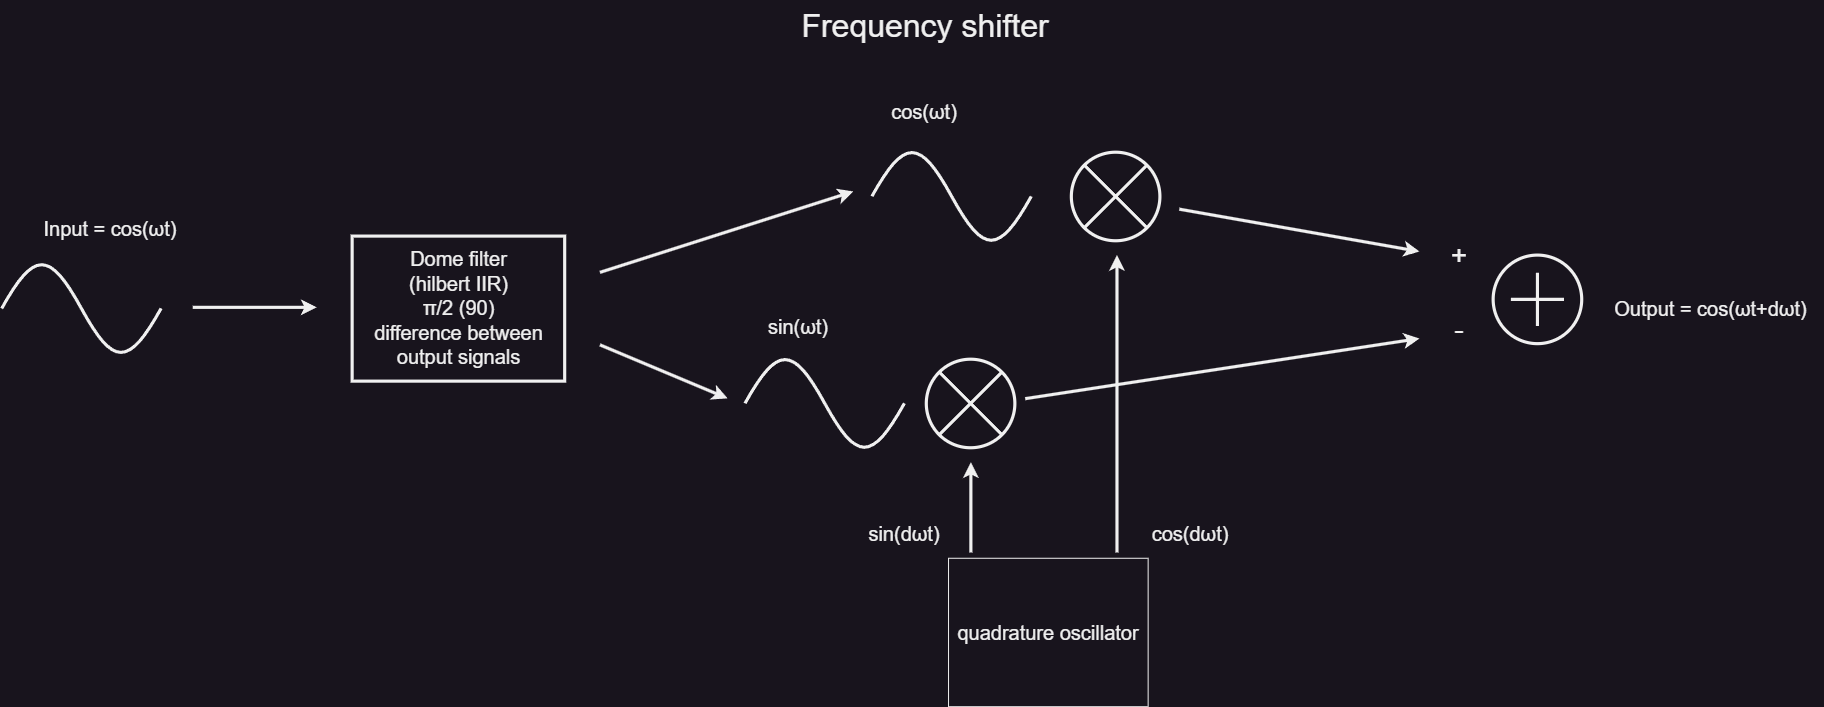 Frequency shifter
cos(ωt)
Input = cos(ωt)
Dome filter
(hilbert IIR)
π/2 (90)
difference between
output signals
sin(ωt)
+
-
Output = cos(ωt+dωt)
sin(dωt)
cos(dωt)
quadrature oscillator